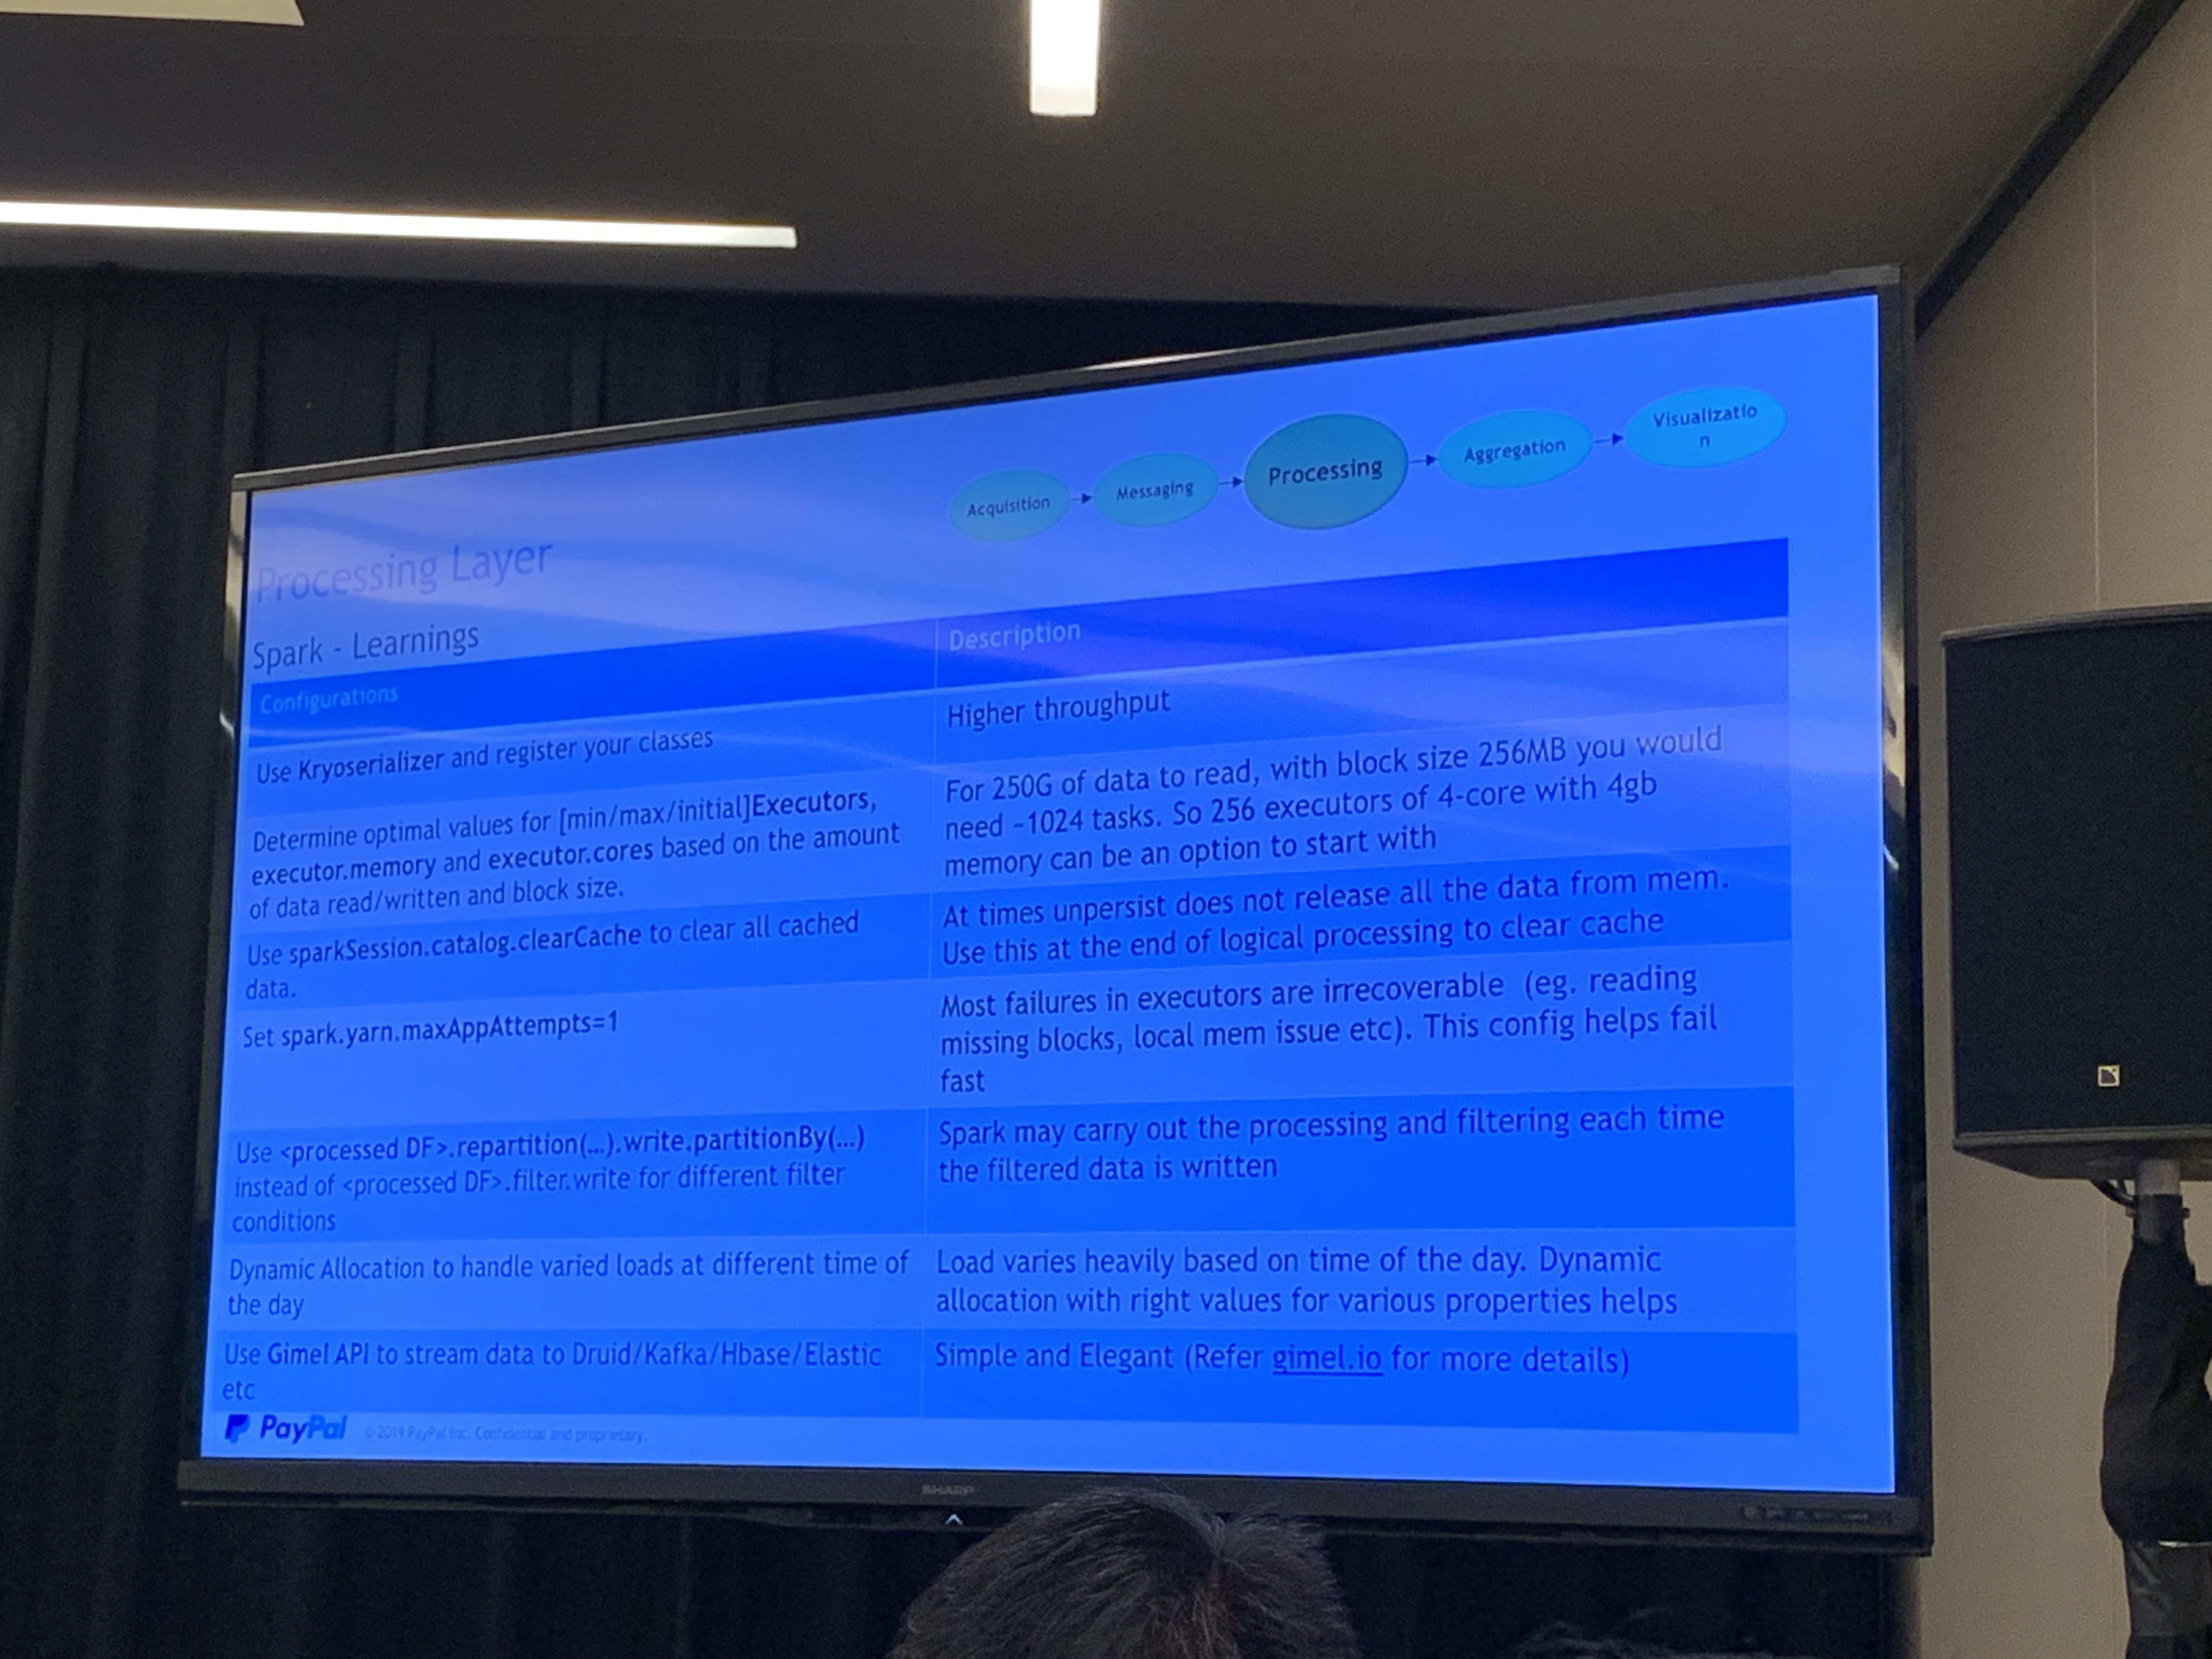 Acquisition
Messaging
Processing
Aggregation
Visualizatio
n
Processing Layer
Spark - Learnings
Configurations
Description
Use Kryoserializer and register your classes
Higher throughput
Determine optimal values for [min/max/initial]Executors,
executor.memory and executor.cores based on the amount
of data read/written and block size.
For 250G of data to read, with block size 256MB you would
need ~1024 tasks. So 256 executors of 4-core with 4gb
memory can be an option to start with
Use sparkSession.catalog.clearCache to clear all cached
data.
At times unpersist does not release all the data from mem.
Use this at the end of logical processing to clear cache
Set spark.yarn.maxAppAttempts=1
Most failures in executors are irrecoverable (eg. reading
missing blocks, local mem issue etc). This config helps fail
fast
Use <processed DF>.repartition(...).write.partitionBy(...)
instead of <processed DF>.filter.write for different filter
conditions
Spark may carry out the processing and filtering each time
the filtered data is written
Dynamic Allocation to handle varied loads at different time of
the day
Load varies heavily based on time of the day. Dynamic
allocation with right values for various properties helps
Use Gimel API to stream data to Druid/Kafka/Hbase/Elastic
etc
Simple and Elegant (Refer gimel.io for more details)
PayPal
© 2019 PayPal Inc. Confidential and proprietary.
SHARP